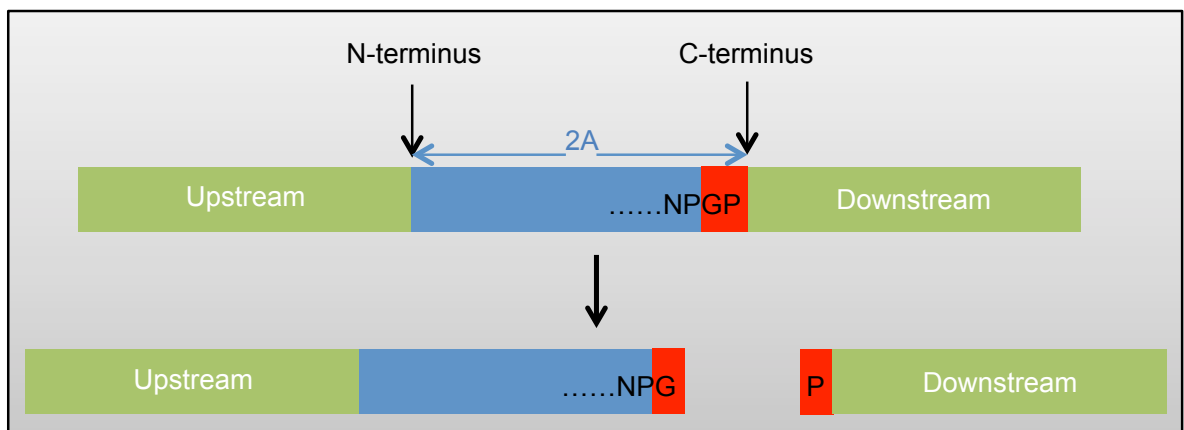 N-terminus C-terminus
2A
Upstream ……NPGP Downstream
Upstream ……NPG P Downstream